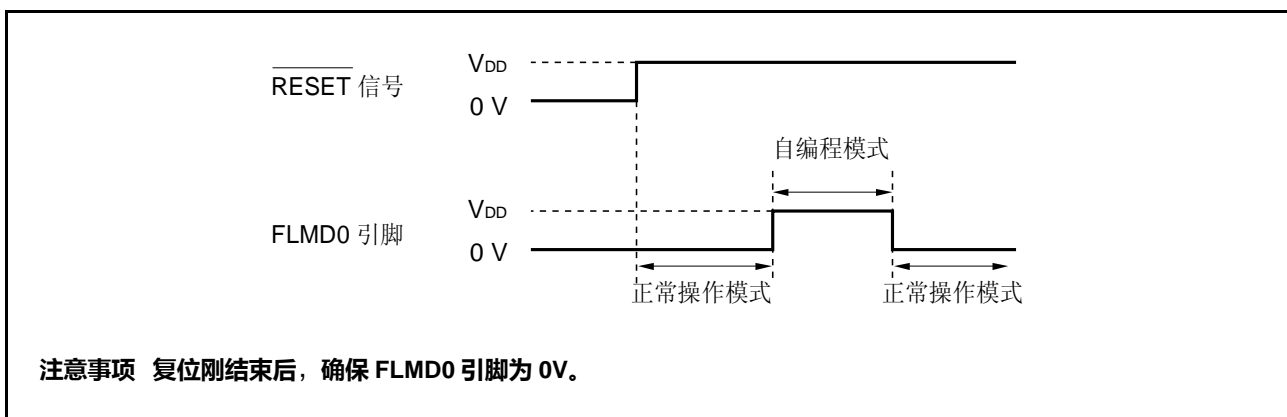 VDD
RESET 信号
0 V
自编程模式
VDD
FLMD0 引脚
0 V
正常操作模式 正常操作模式
注意事项 复位刚结束后，确保 FLMD0 引脚为 0V。